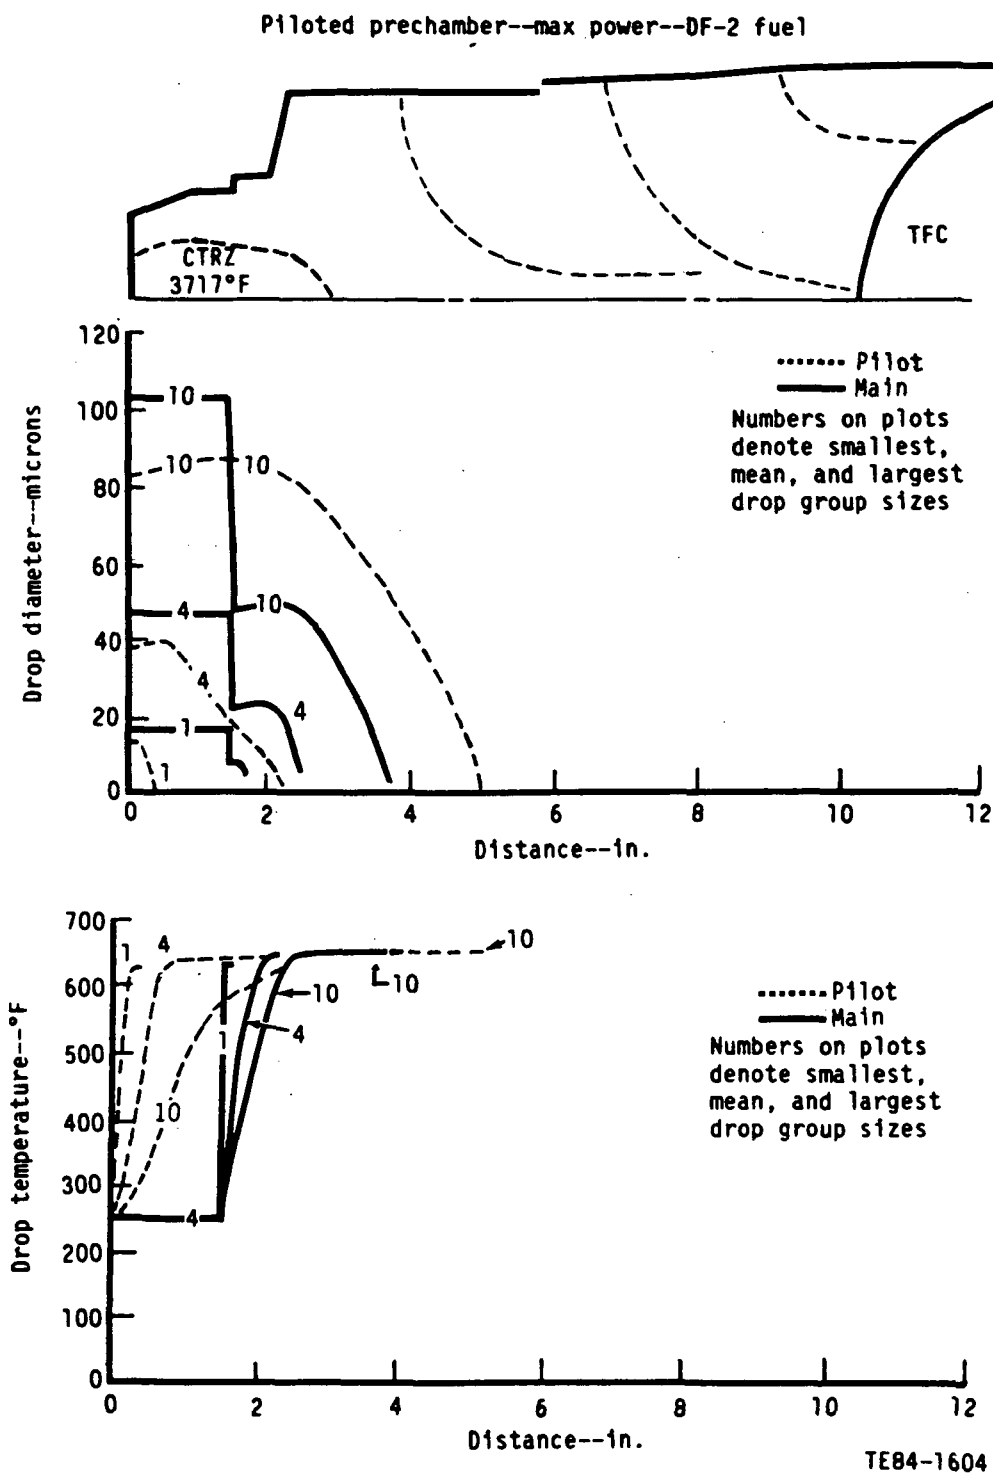 Piloted prechamber--max power--DF-2 fuel
CTRZ
3717°F
TFC
120
100
80
60
40
20
0
Drop diameter--microns
10
10
10
4
10
4
4
1
1
Pilot
Main
Numbers on plots
denote smallest,
mean, and largest
drop group sizes
0 2 4 6 8 10 12
Distance--in.
700
600
500
400
300
200
100
0
Drop temperature--°F
1
4
10
10
10
1
4
10
4
Pilot
Main
Numbers on plots
denote smallest,
mean, and largest
drop group sizes
0 2 4 6 8 10 12
Distance--in.
TE84-1604